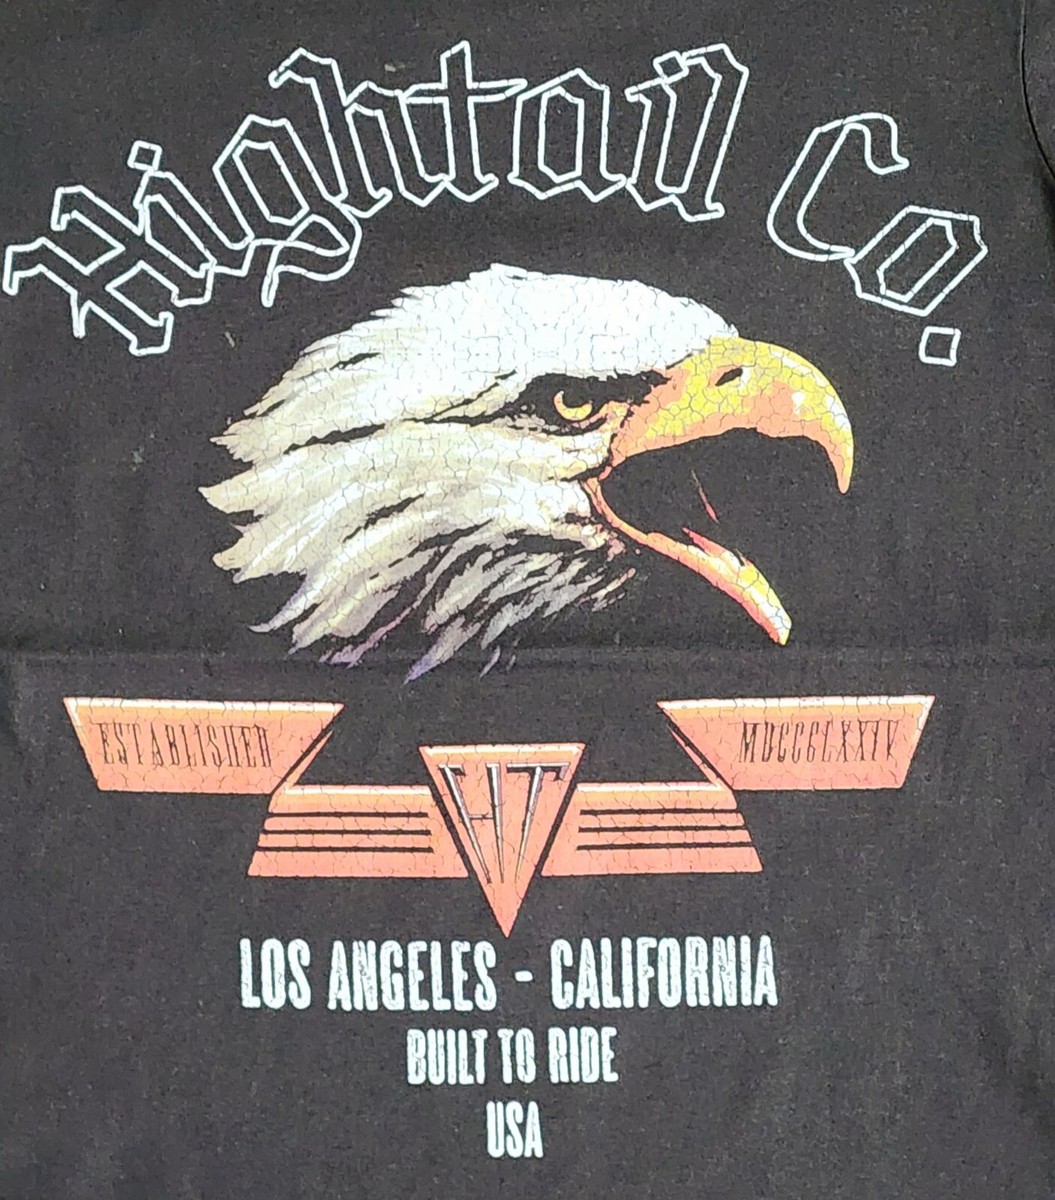 Hightail Co.
ESTABLISHED
MDCCCLXXIV
HT
LOS ANGELES - CALIFORNIA
BUILT TO RIDE
USA